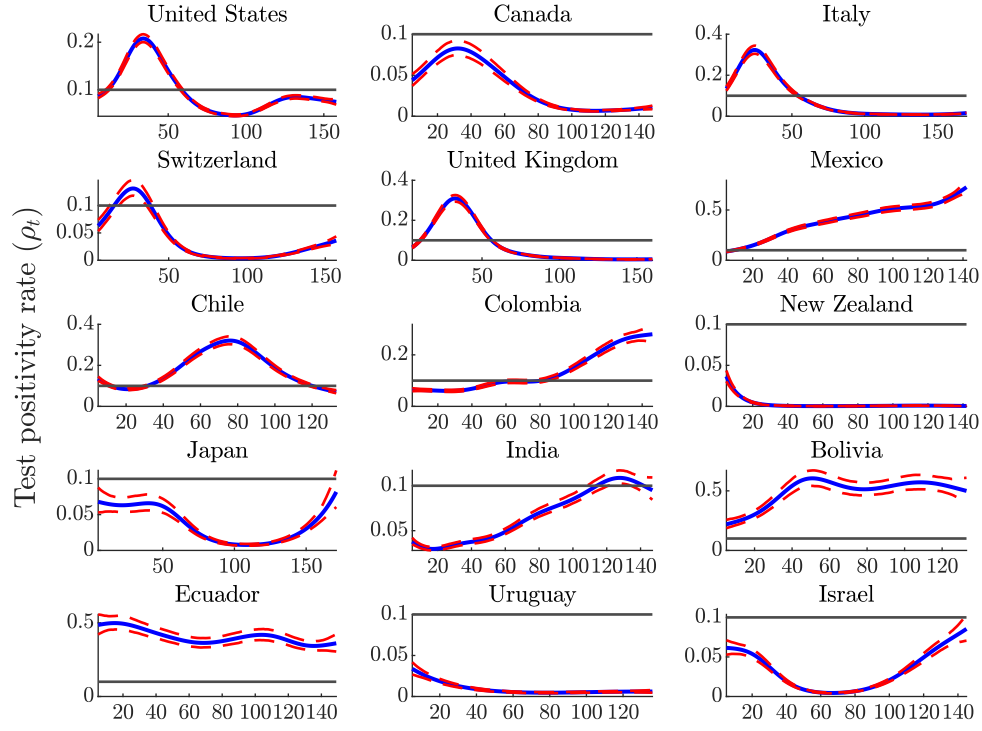 Test positivity rate (ρt)
United States Canada Italy
0.2 0.1 50 100 150
0.1 0.05 0 20 40 60 80 100 120 140
0.4 0.2 0 50 100 150
Switzerland United Kingdom Mexico
0.1 0.05 0 50 100 150
0.4 0.2 0 50 100 150
0.5 20 40 60 80 100 120 140
Chile Colombia New Zealand
0.4 0.2 0 20 40 60 80 100 120
0.2 0 20 40 60 80 100 120 140
0.1 0.05 0 20 40 60 80 100 120 140
Japan India Bolivia
0.1 0.05 0 50 100 150
0.1 0.05 20 40 60 80 100 120 140
0.5 0 20 40 60 80 100 120
Ecuador Uruguay Israel
0.5 0 20 40 60 80 100 120 140
0.1 0.05 0 20 40 60 80 100 120
0.1 0.05 0 20 40 60 80 100 120 140